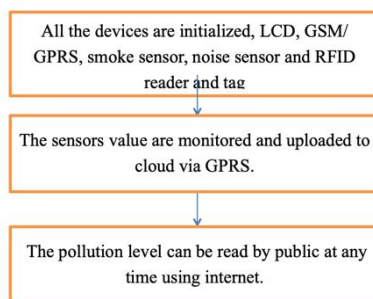 All the devices are initialized, LCD, GSM/
GPRS, smoke sensor, noise sensor and RFID
reader and tag
The sensors value are monitored and uploaded to
cloud via GPRS.
The pollution level can be read by public at any
time using internet.